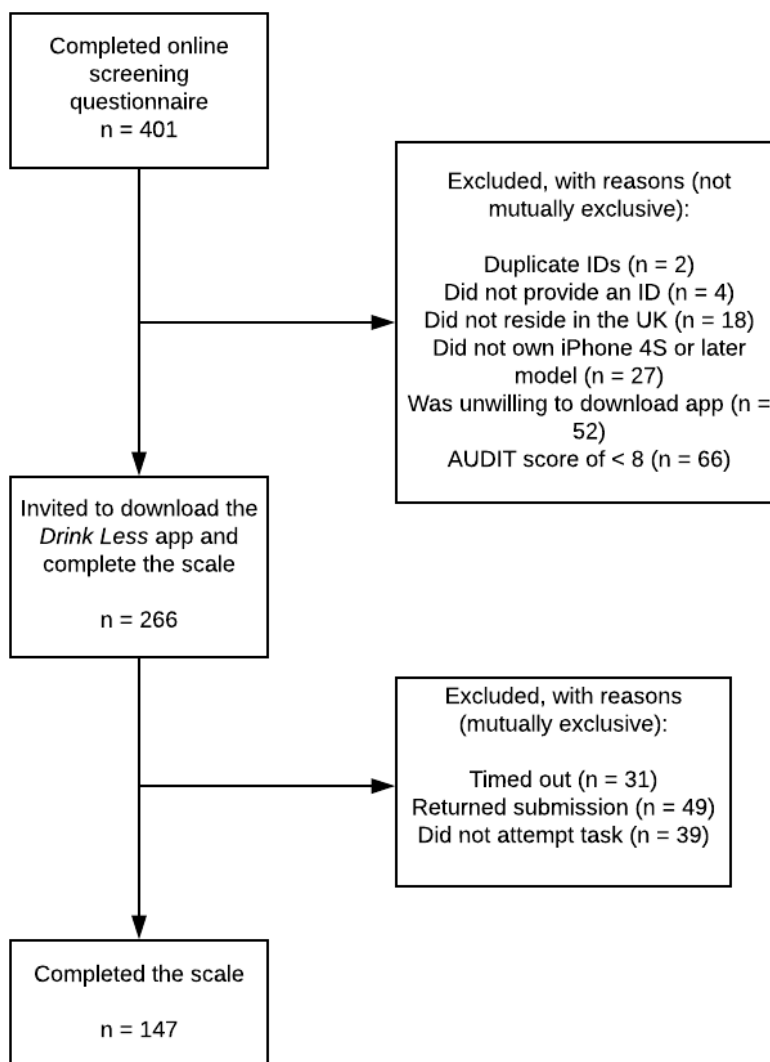 Completed online
screening
questionnaire
n = 401
Excluded, with reasons (not
mutually exclusive):
Duplicate IDs (n = 2)
Did not provide an ID (n = 4)
Did not reside in the UK (n = 18)
Did not own iPhone 4S or later
model (n = 27)
Was unwilling to download app (n =
52)
AUDIT score of < 8 (n = 66)
Invited to download the
Drink Less app and
complete the scale
n = 266
Excluded, with reasons
(mutually exclusive):
Timed out (n = 31)
Returned submission (n = 49)
Did not attempt task (n = 39)
Completed the scale
n = 147